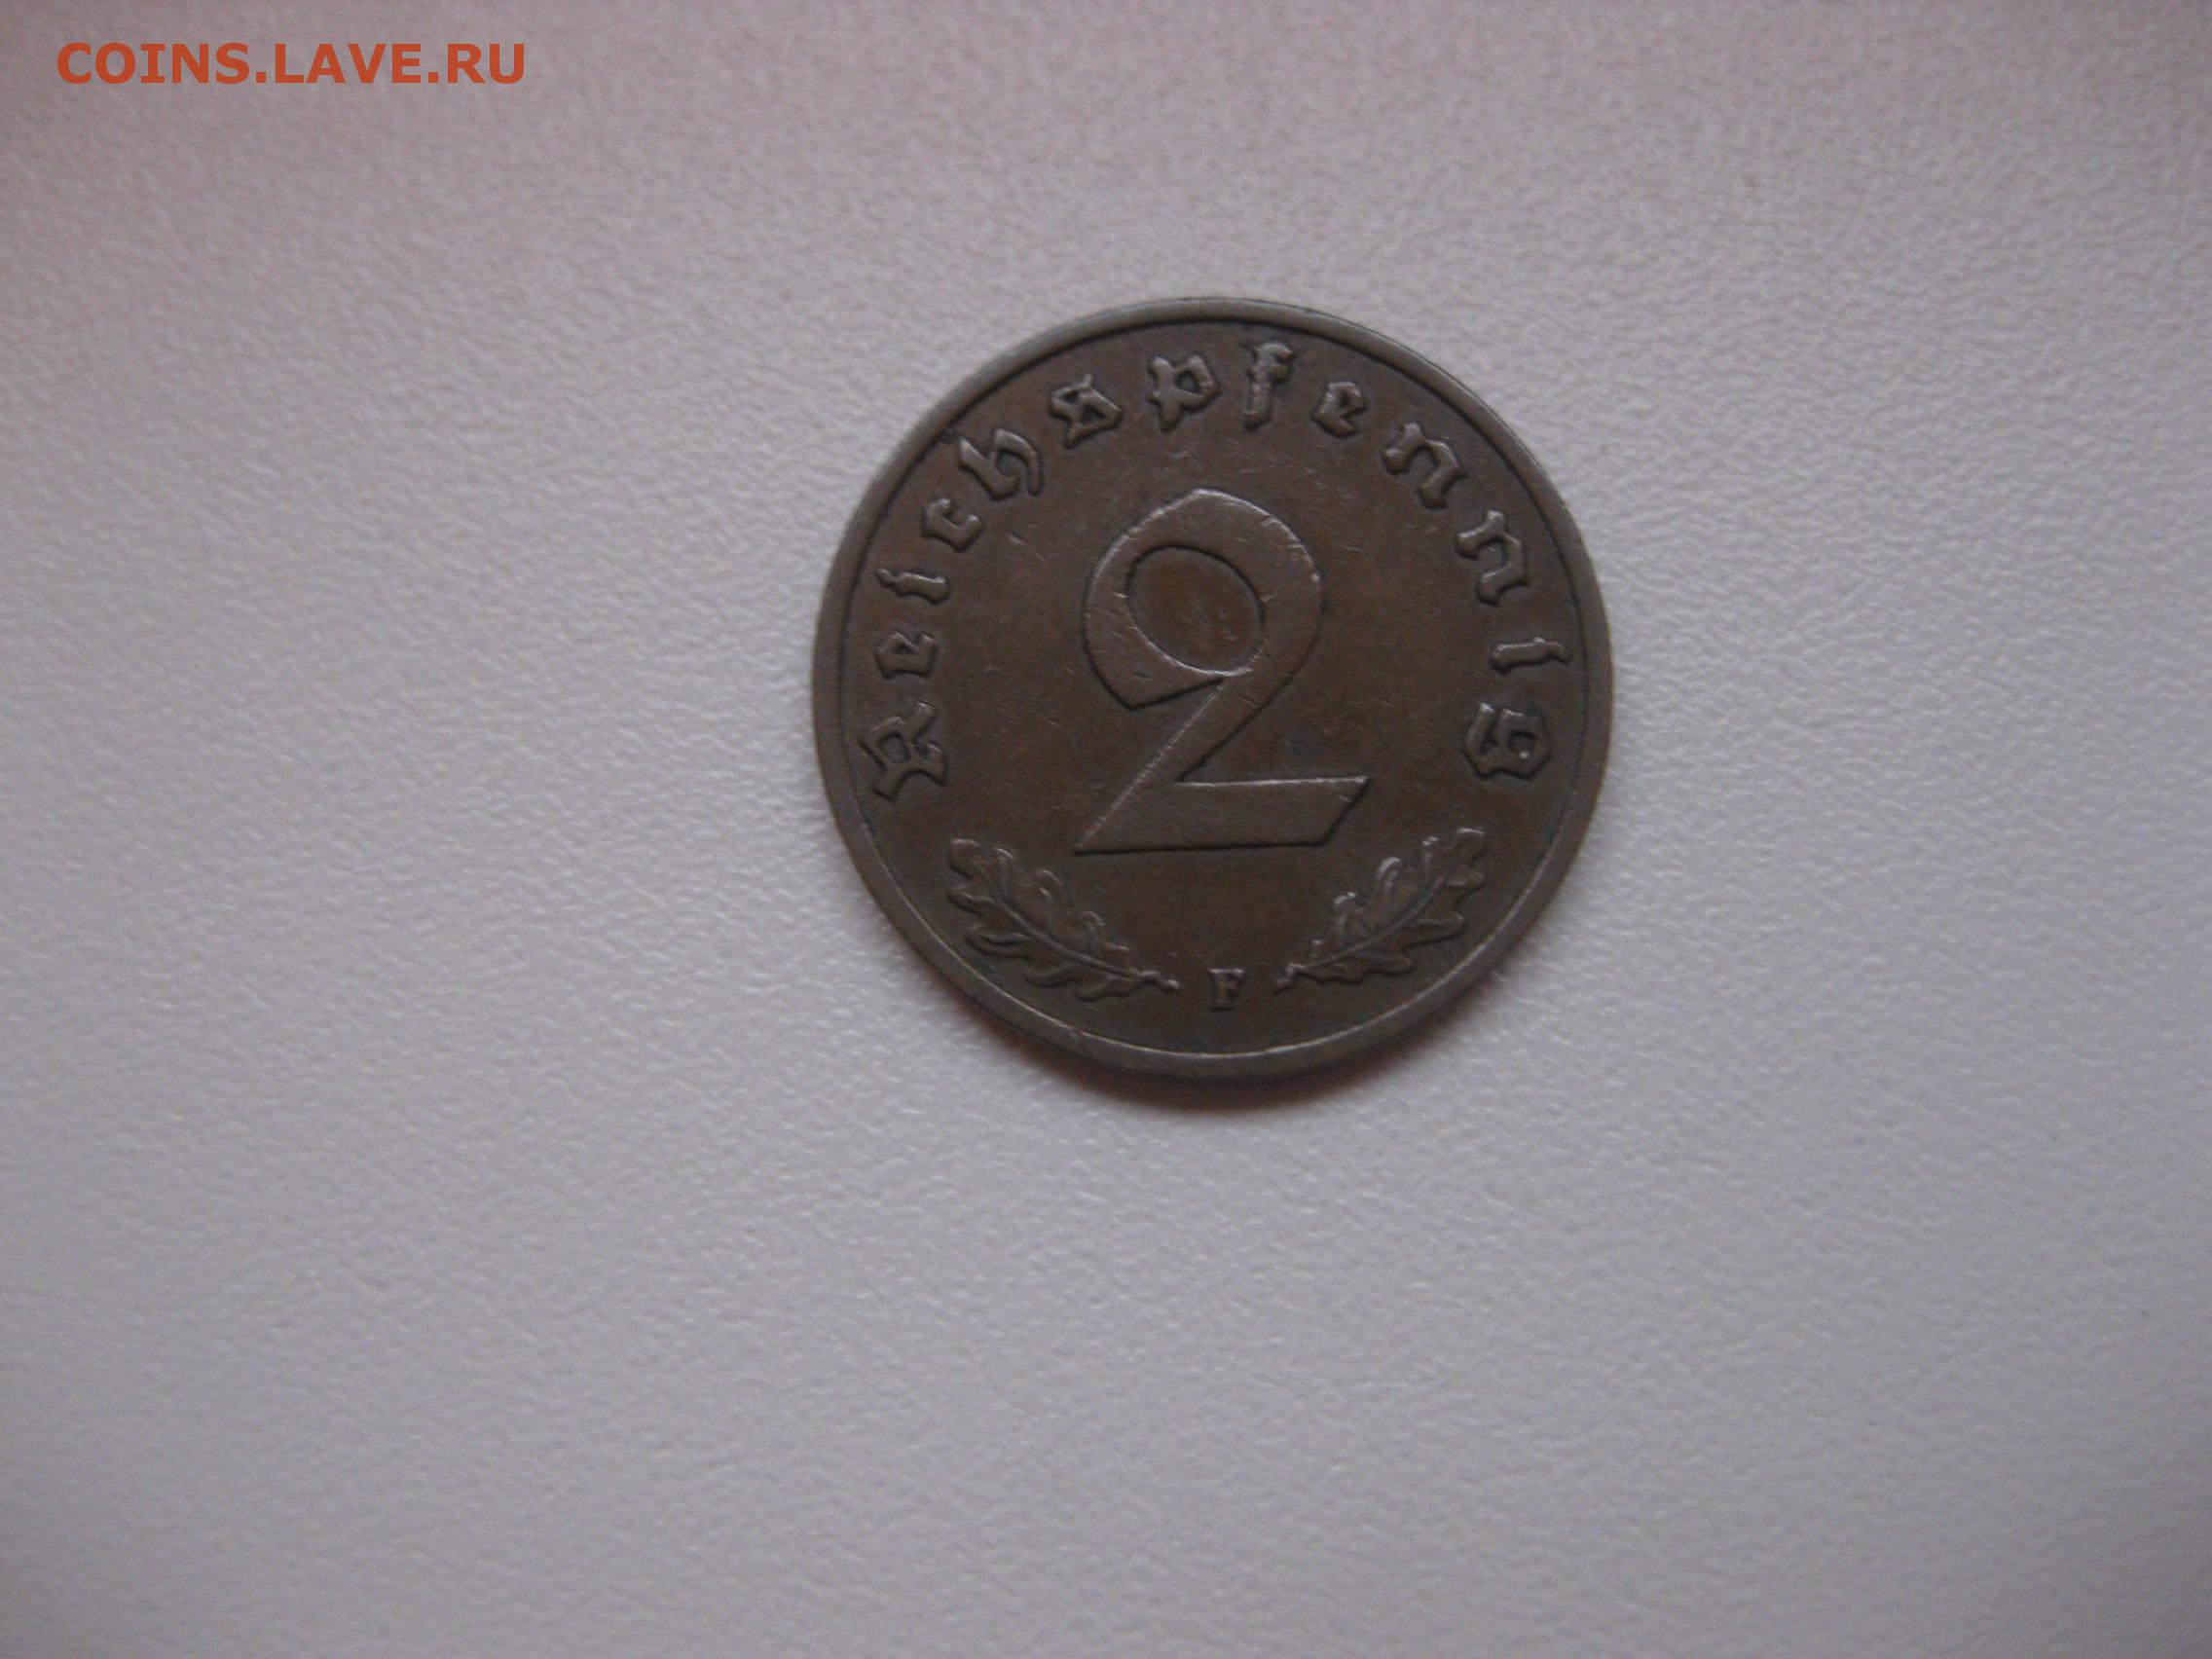 COINS.LAVE.RU
Reichspfennig
2
F